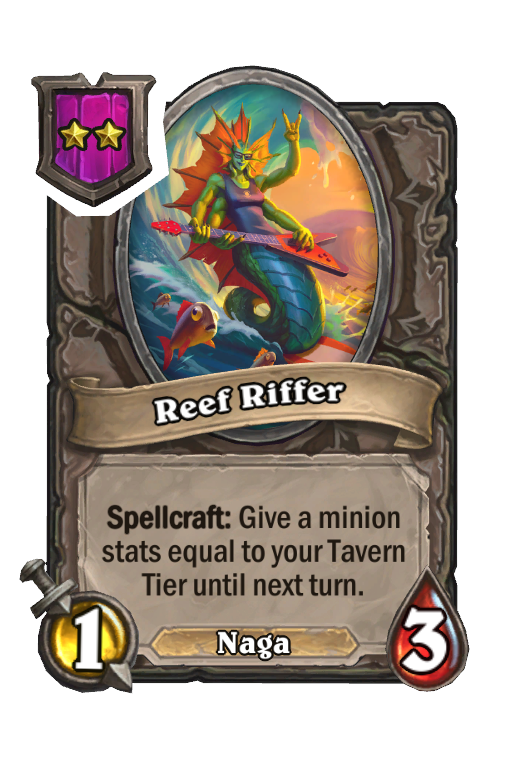 Reef Riffer
Spellcraft: Give a minion
stats equal to your Tavern
Tier until next turn.
1
Naga
3